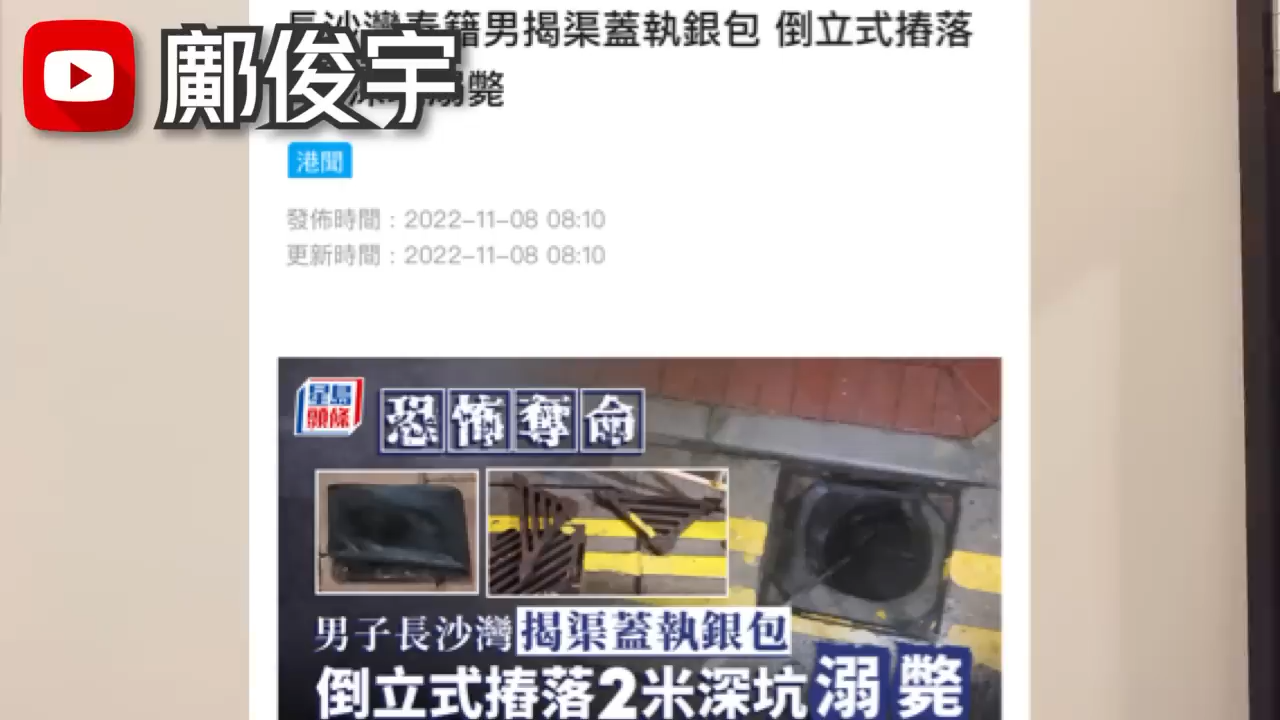 鄺俊宇
長沙灣泰籍男揭渠蓋執銀包 倒立式摏落
溺斃
港聞
發佈時間：2022-11-08 08:10
更新時間：2022-11-08 08:10
星島
頭條
恐怖奪命
男子長沙灣揭渠蓋執銀包
倒立式摏落2米深坑溺斃